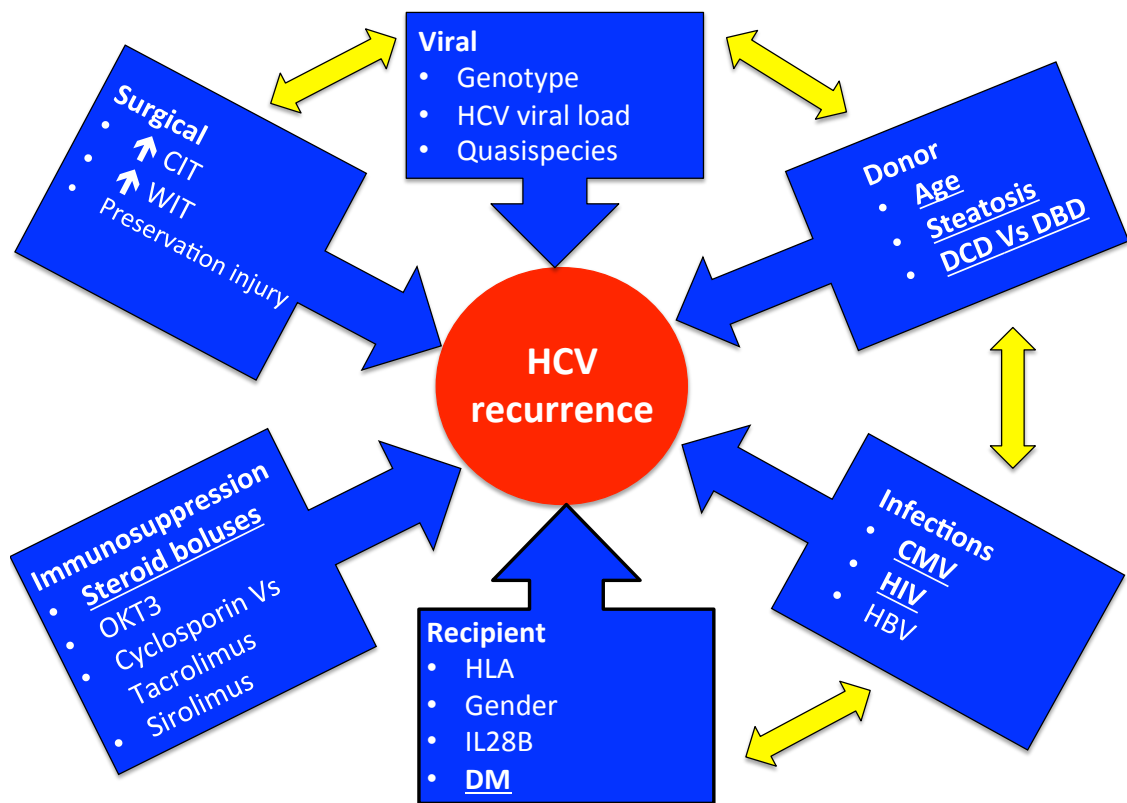 Viral
• Genotype
• HCV viral load
• Quasispecies
Surgical
• ⬆ CIT
• ⬆ WIT
• Preservation injury
Donor
• Age
• Steatosis
• DCD Vs DBD
HCV
recurrence
Immunosuppression
• Steroid boluses
• OKT3
• Cyclosporin Vs
Tacrolimus
• Sirolimus
Recipient
• HLA
• Gender
• IL28B
• DM
Infections
• CMV
• HIV
• HBV